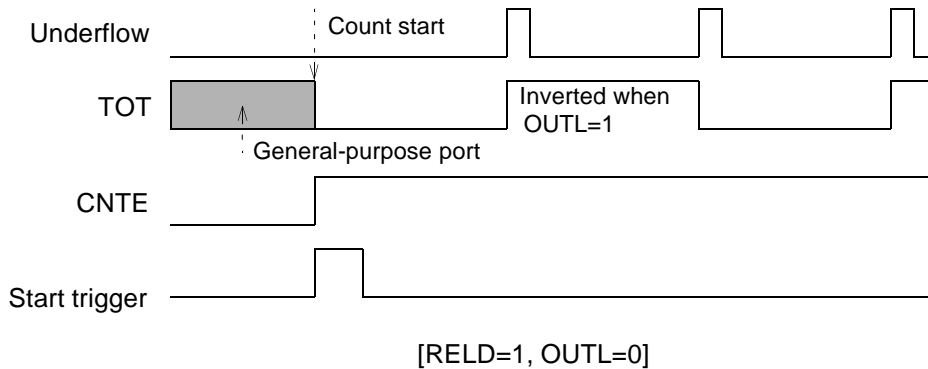 Underflow
Count start
TOT
Inverted when
OUTL=1
General-purpose port
CNTE
Start trigger
[RELD=1, OUTL=0]